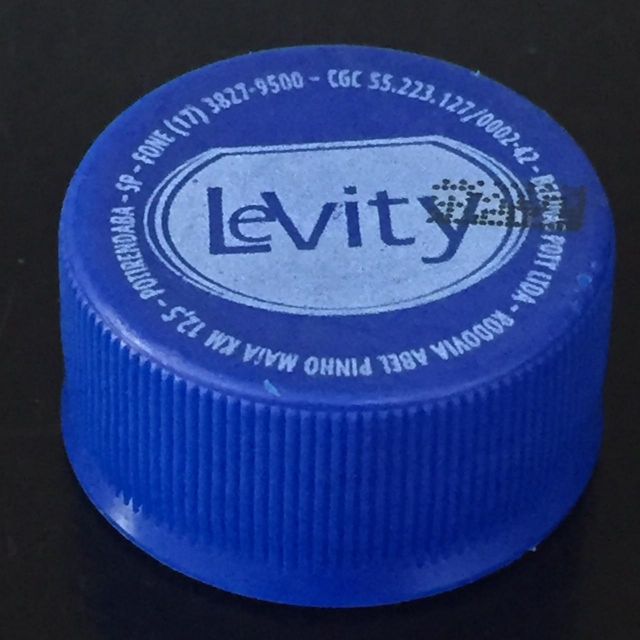 Levity
FONE (17) 3827-9500 - CGC 55.223.127/0002-42 - POTY LTDA - RODOVIA ABEL PINHO MAIA KM 12,5 - POTIRENDABA - SP -